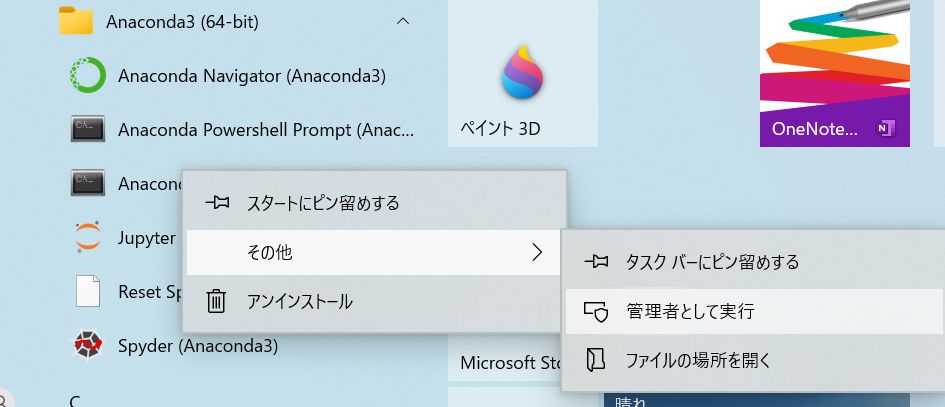 Anaconda3 (64-bit)
Anaconda Navigator (Anaconda3)
Anaconda Powershell Prompt (Anac...
Anacon
Jupyter
Reset Sp
Spyder (Anaconda3)
C
スタートにピン留めする
その他
アンインストール
タスク バーにピン留めする
管理者として実行
ファイルの場所を開く
ペイント 3D
OneNote...
N
Microsoft Sto
晴れ